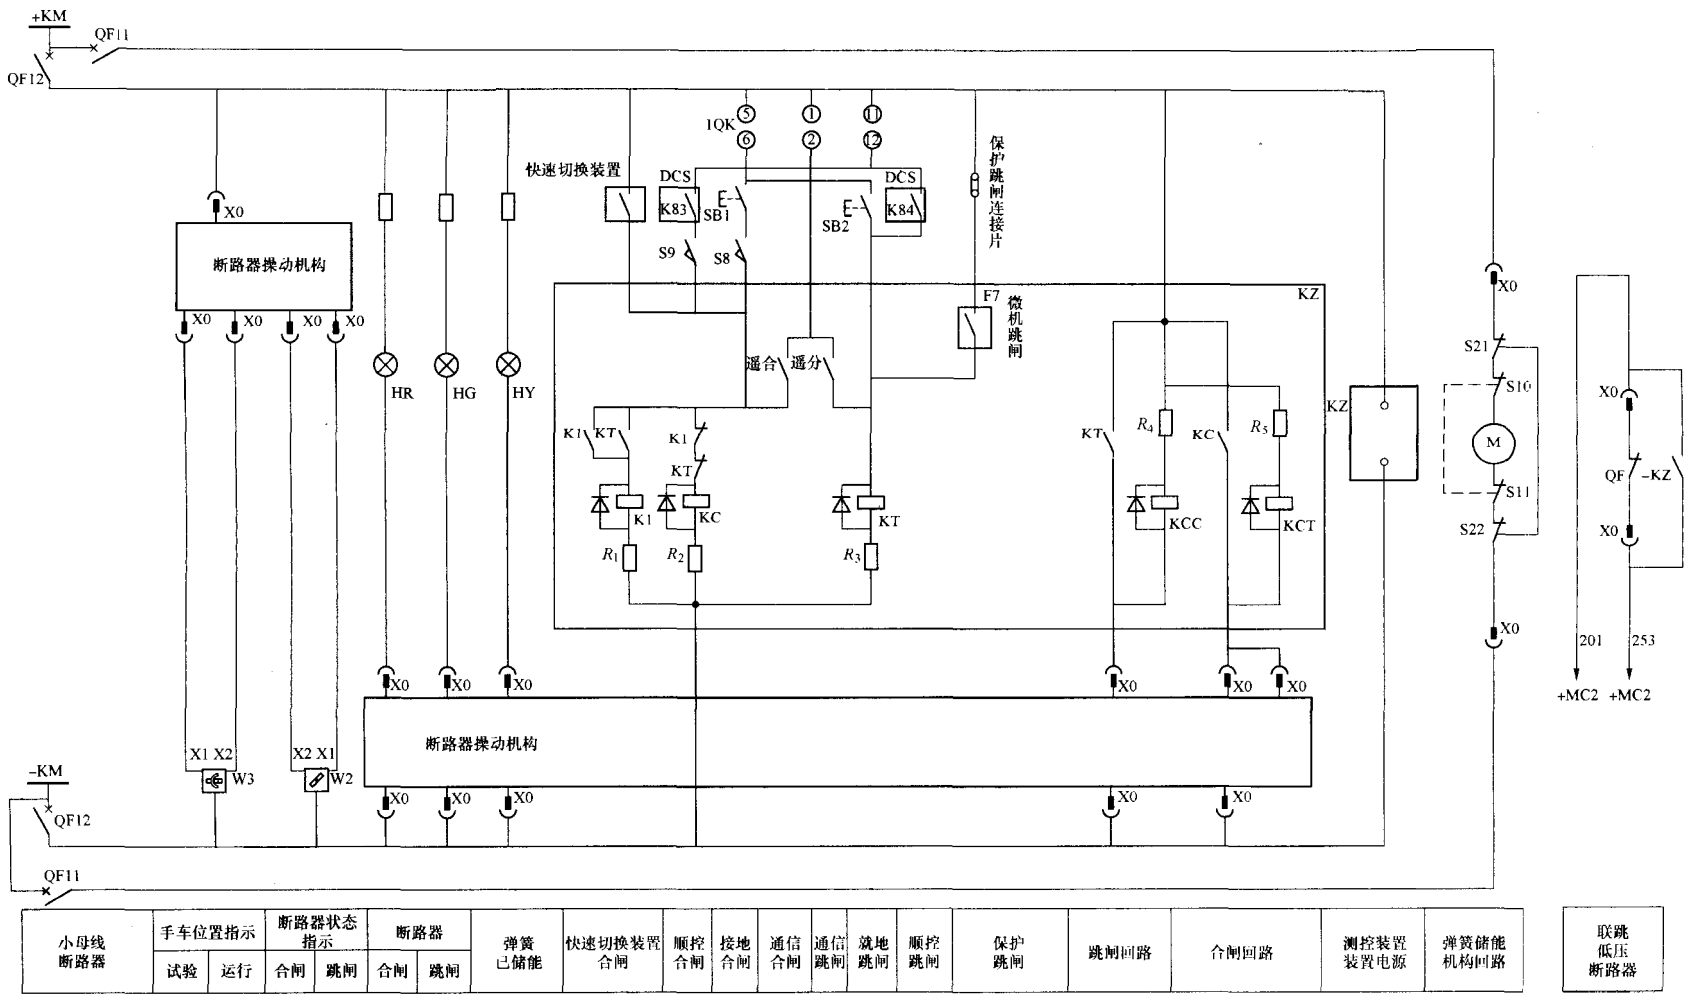 +KM
QF11
QF12
1QK
5
6
1
2
11
12
快速切换装置
DCS
K83
SB1
S9
S8
SB2
DCS
K84
保护跳闸连接片
X0
断路器操动机构
X0
X0
X0
X0
HR
HG
HY
F7
微机跳闸
KZ
遥合
遥分
K1
KT
K1
KT
K1
KC
KT
R1
R2
R3
KT
R4
KC
R5
KCC
KCT
KZ
X0
S21
S10
M
S11
S22
X0
X0
QF
-KZ
X0
201
253
+MC2
+MC2
X0
X0
X0
X0
X0
X0
断路器操动机构
X1 X2
W3
X2 X1
W2
X0
X0
X0
X0
X0
-KM
QF12
QF11
小母线
断路器
手车位置指示
试验
运行
断路器状态
指示
合闸
跳闸
断路器
合闸
跳闸
弹簧
已储能
快速切换装置
合闸
顺控
合闸
接地
合闸
通信
合闸
通信
跳闸
就地
跳闸
顺控
跳闸
保护
跳闸
跳闸回路
合闸回路
测控装置
装置电源
弹簧储能
机构回路
联跳
低压
断路器